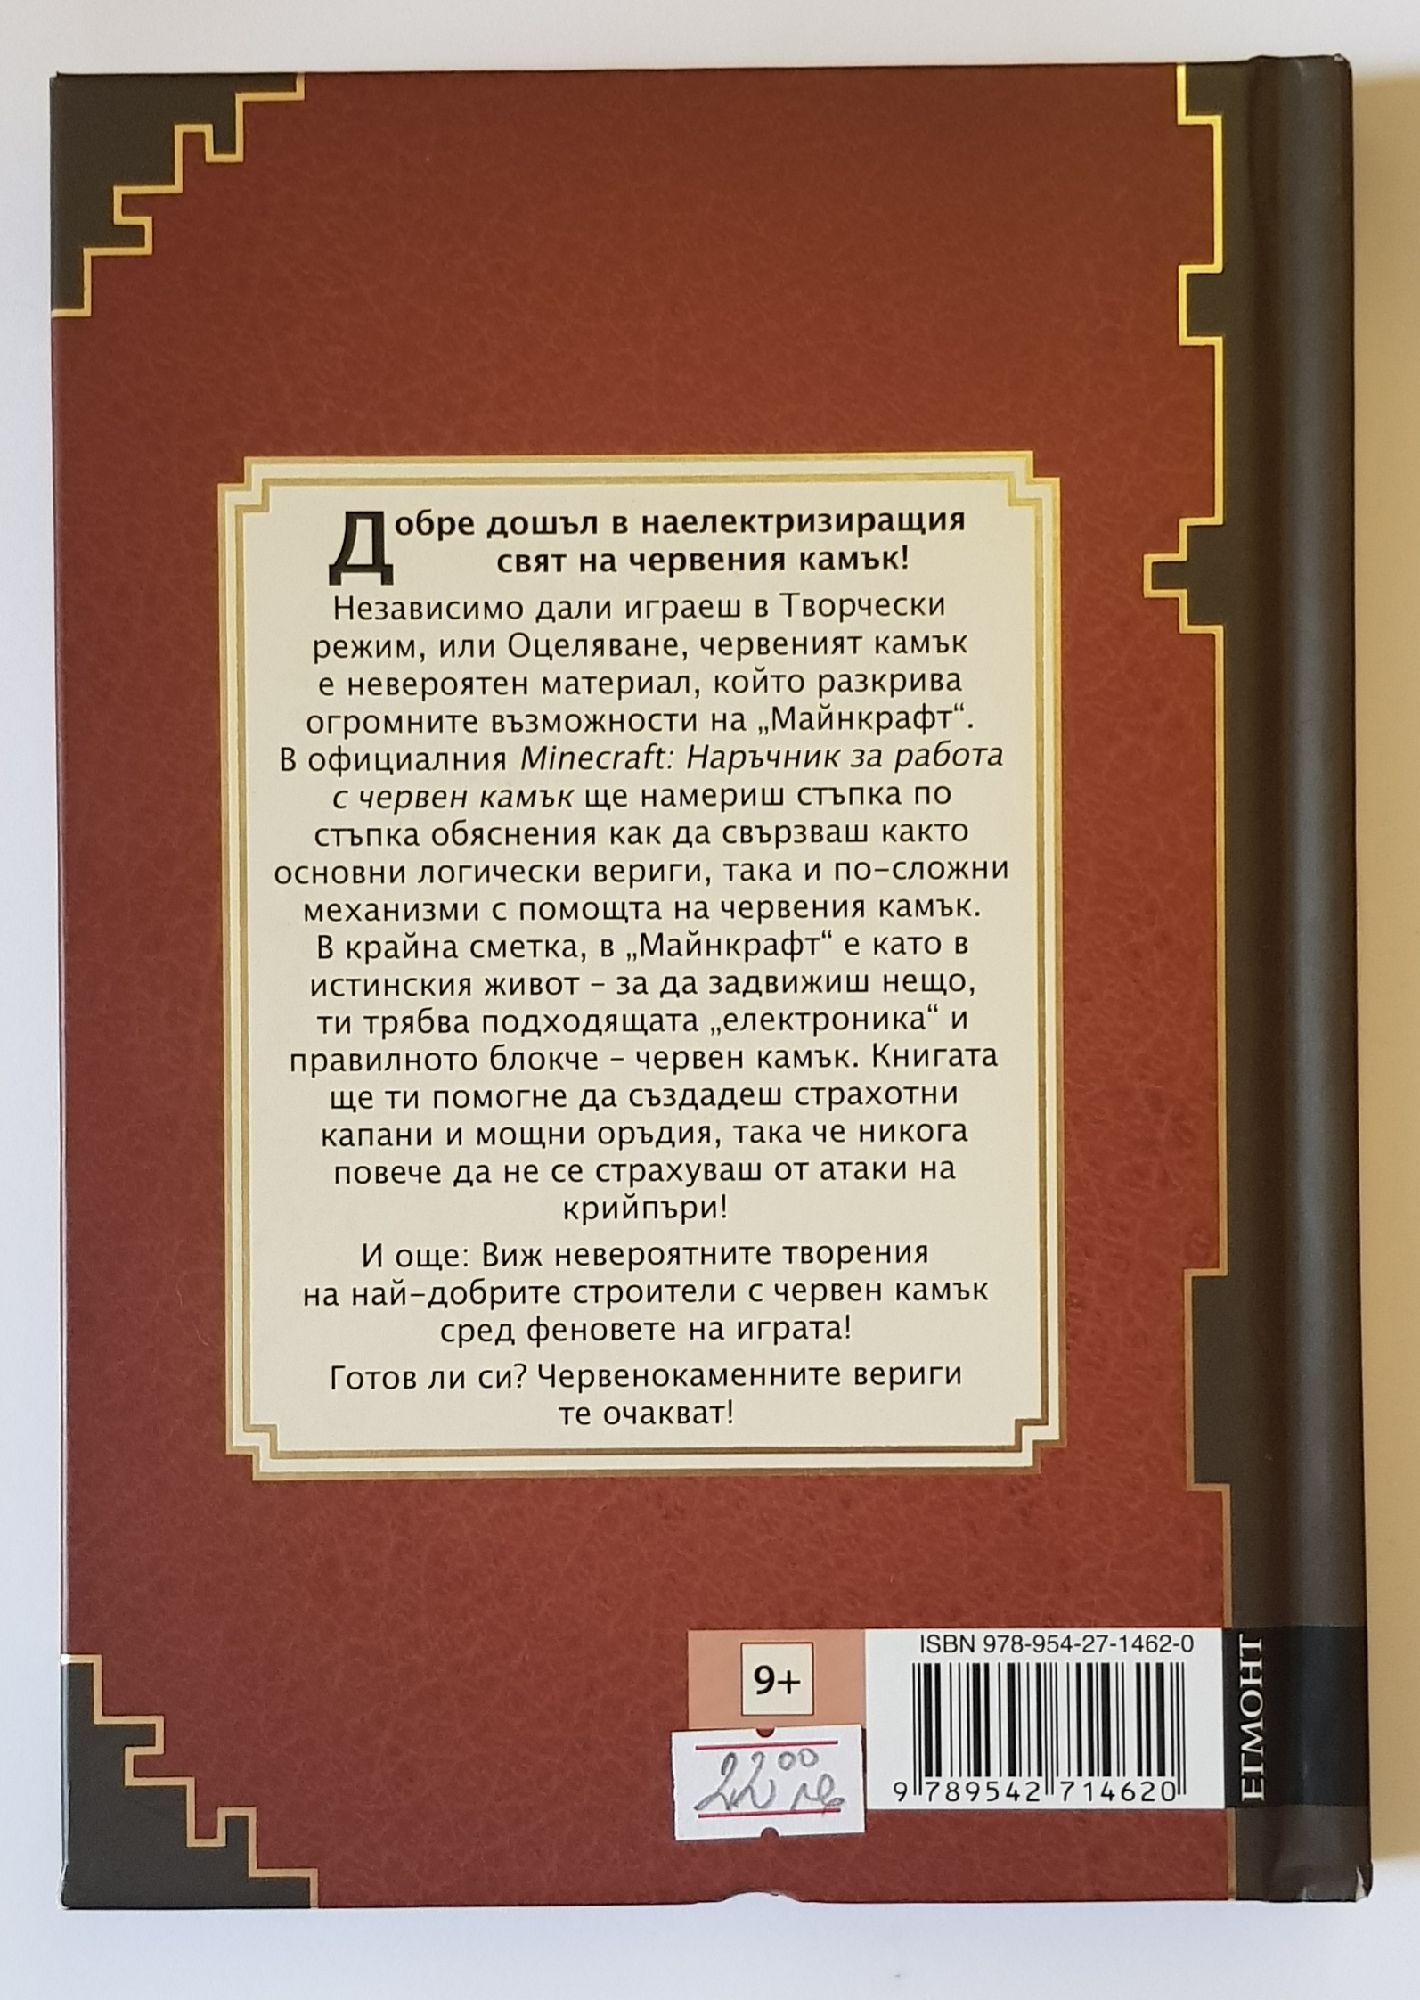 Добре дошъл в наелектризиращия
свят на червения камък!
Независимо дали играеш в Творчески
режим, или Оцеляване, червеният камък
е невероятен материал, който разкрива
огромните възможности на „Майнкрафт“.
В официалния Minecraft: Наръчник за работа
с червен камък ще намериш стъпка по
стъпка обяснения как да свързваш както
основни логически вериги, така и по-сложни
механизми с помощта на червения камък.
В крайна сметка, в „Майнкрафт“ е като в
истинския живот – за да задвижиш нещо,
ти трябва подходящата „електроника“ и
правилното блокче – червен камък. Книгата
ще ти помогне да създадеш страхотни
капани и мощни оръдия, така че никога
повече да не се страхуваш от атаки на
крийпъри!
И още: Виж невероятните творения
на най-добрите строители с червен камък
сред феновете на играта!
Готов ли си? Червенокаменните вериги
те очакват!
9+
22 00 лв
ISBN 978-954-27-1462-0
9 789542 714620
ЕГМОНТ